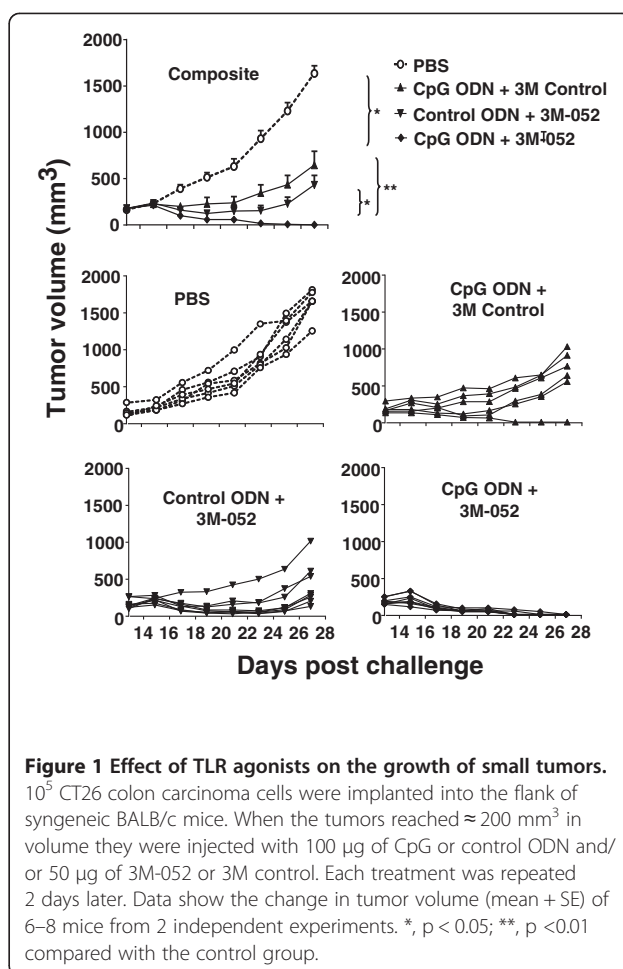 2000
1500
1000
500
0
Composite
PBS
CpG ODN + 3M Control
Control ODN + 3M-052
CpG ODN + 3M-052
*
**
*
Tumor volume (mm³)
2000
1500
1000
500
0
PBS
2000
1500
1000
500
0
CpG ODN +
3M Control
2000
1500
1000
500
0
Control ODN +
3M-052
14 16 18 20 22 24 26 28
2000
1500
1000
500
0
CpG ODN +
3M-052
14 16 18 20 22 24 26 28
Days post challenge
Figure 1 Effect of TLR agonists on the growth of small tumors.
10⁵ CT26 colon carcinoma cells were implanted into the flank of
syngeneic BALB/c mice. When the tumors reached ≈ 200 mm³ in
volume they were injected with 100 μg of CpG or control ODN and/
or 50 μg of 3M-052 or 3M control. Each treatment was repeated
2 days later. Data show the change in tumor volume (mean + SE) of
6–8 mice from 2 independent experiments. *, p < 0.05; **, p <0.01
compared with the control group.